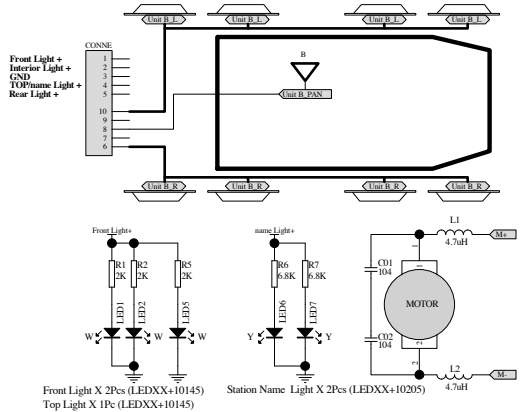 Unit B_L
Unit B_L
Unit B_L
Unit B_L
CONNE
Front Light + 1
Interior Light + 2
GND 3
TOP/name Light + 4
Rear Light + 5
10
9
8
7
6
B
Unit B_PAN
Unit B_R
Unit B_R
Unit B_R
Unit B_R
Front Light+
R1
2K
R2
2K
R5
2K
LED1
LED2
LED5
W
W
W
Front Light X 2Pcs (LEDXX+10145)
Top Light X 1Pc (LEDXX+10145)
name Light+
R6
6.8K
R7
6.8K
LED6
LED7
Y
Y
Station Name Light X 2Pcs (LEDXX+10205)
L1
4.7uH
M+
1
1
C01
104
MOTOR
C02
104
2
2
L2
4.7uH
M-